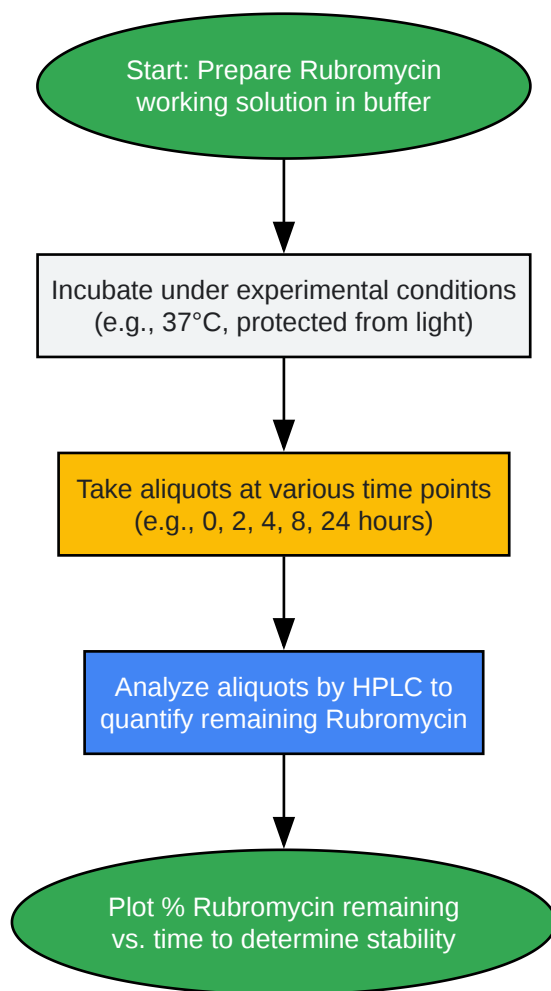 Start: Prepare Rubromycin
working solution in buffer
Incubate under experimental conditions
(e.g., 37°C, protected from light)
Take aliquots at various time points
(e.g., 0, 2, 4, 8, 24 hours)
Analyze aliquots by HPLC to
quantify remaining Rubromycin
Plot % Rubromycin remaining
vs. time to determine stability